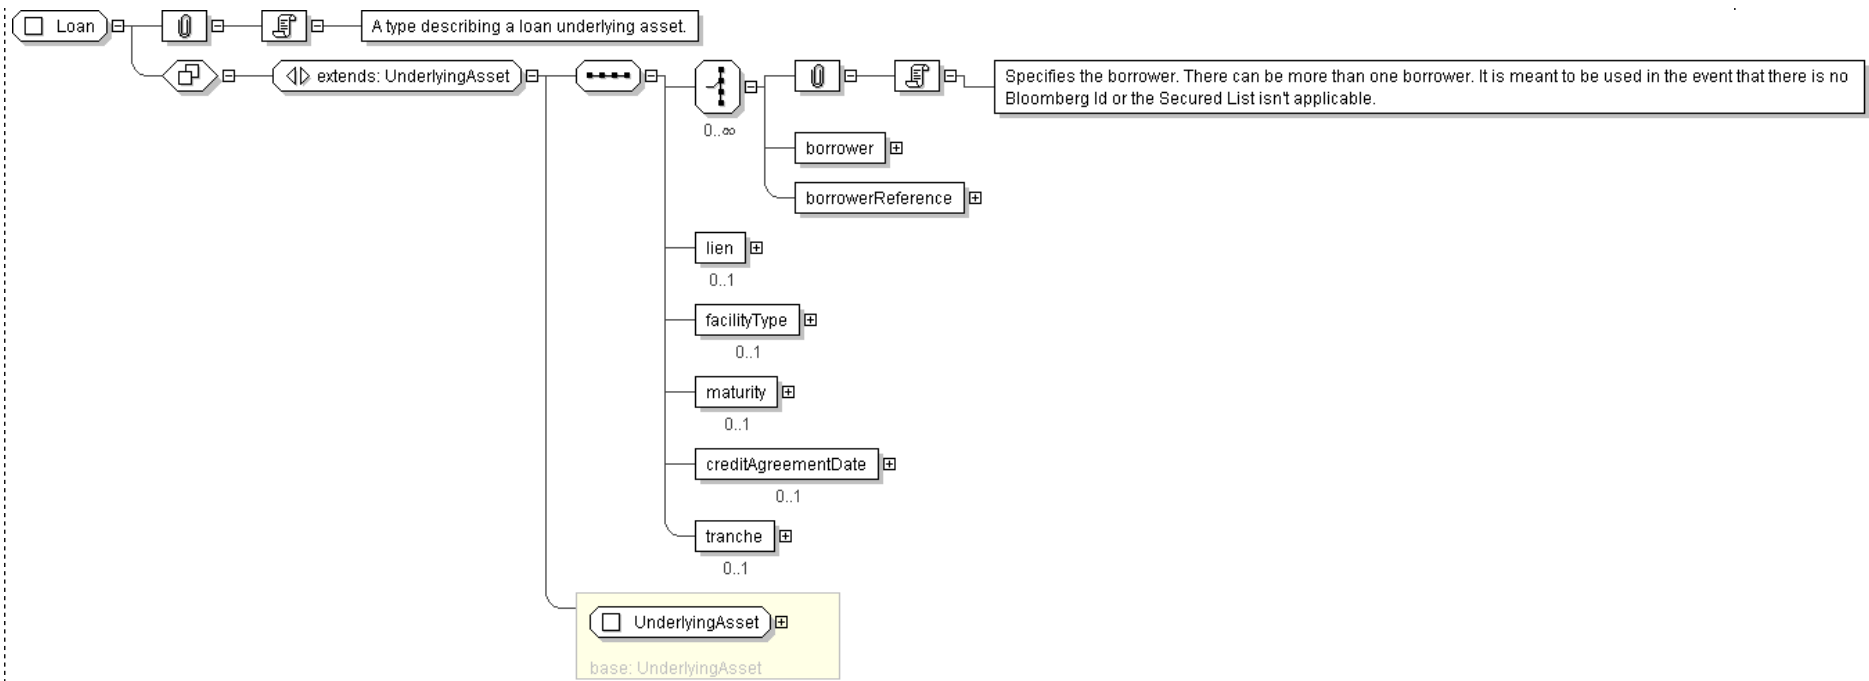 Loan
A type describing a loan underlying asset.
extends: UnderlyingAsset
0..∞
Specifies the borrower. There can be more than one borrower. It is meant to be used in the event that there is no
Bloomberg Id or the Secured List isn't applicable.
borrower
borrowerReference
lien
0..1
facilityType
0..1
maturity
0..1
creditAgreementDate
0..1
tranche
0..1
UnderlyingAsset
base: UnderlyingAsset